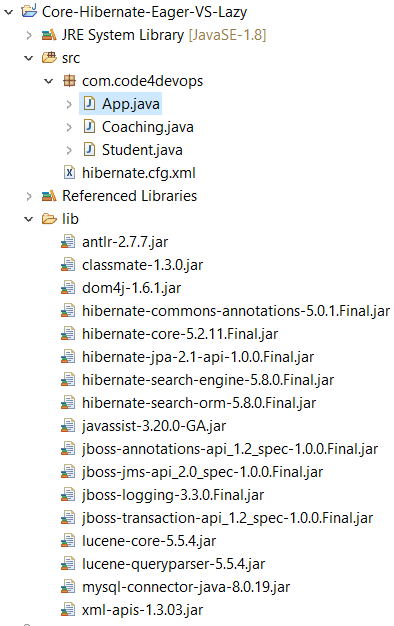 Core-Hibernate-Eager-VS-Lazy
JRE System Library [JavaSE-1.8]
src
com.code4devops
App.java
Coaching.java
Student.java
hibernate.cfg.xml
Referenced Libraries
lib
antlr-2.7.7.jar
classmate-1.3.0.jar
dom4j-1.6.1.jar
hibernate-commons-annotations-5.0.1.Final.jar
hibernate-core-5.2.11.Final.jar
hibernate-jpa-2.1-api-1.0.0.Final.jar
hibernate-search-engine-5.8.0.Final.jar
hibernate-search-orm-5.8.0.Final.jar
javassist-3.20.0-GA.jar
jboss-annotations-api_1.2_spec-1.0.0.Final.jar
jboss-jms-api_2.0_spec-1.0.0.Final.jar
jboss-logging-3.3.0.Final.jar
jboss-transaction-api_1.2_spec-1.0.0.Final.jar
lucene-core-5.5.4.jar
lucene-queryparser-5.5.4.jar
mysql-connector-java-8.0.19.jar
xml-apis-1.3.03.jar